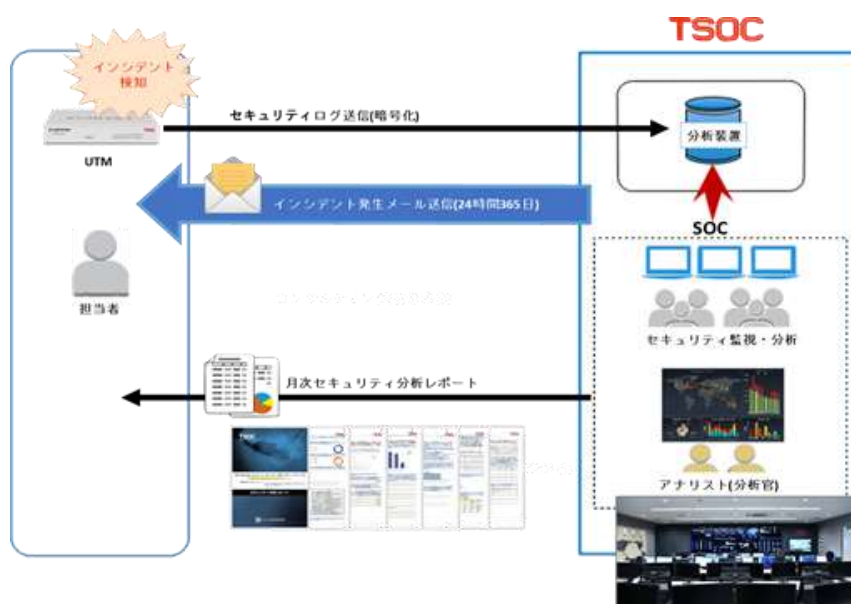 TSOC
インシデント
検知
セキュリティログ送信(暗号化)
分析装置
UTM
インシデント発生メール送信(24時間365日)
SOC
担当者
セキュリティ監視・分析
月次セキュリティ分析レポート
アナリスト(分析官)